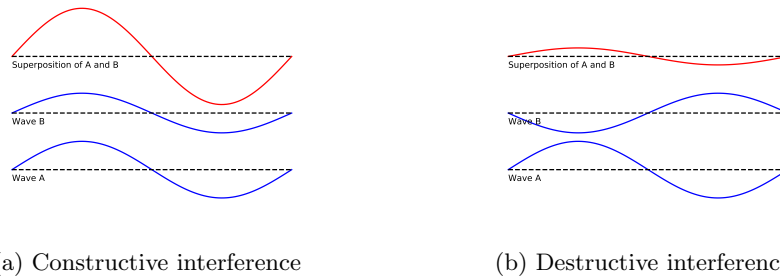 Superposition of A and B
Wave B
Wave A
a) Constructive interference
Superposition of A and B
Wave B
Wave A
(b) Destructive interferenc